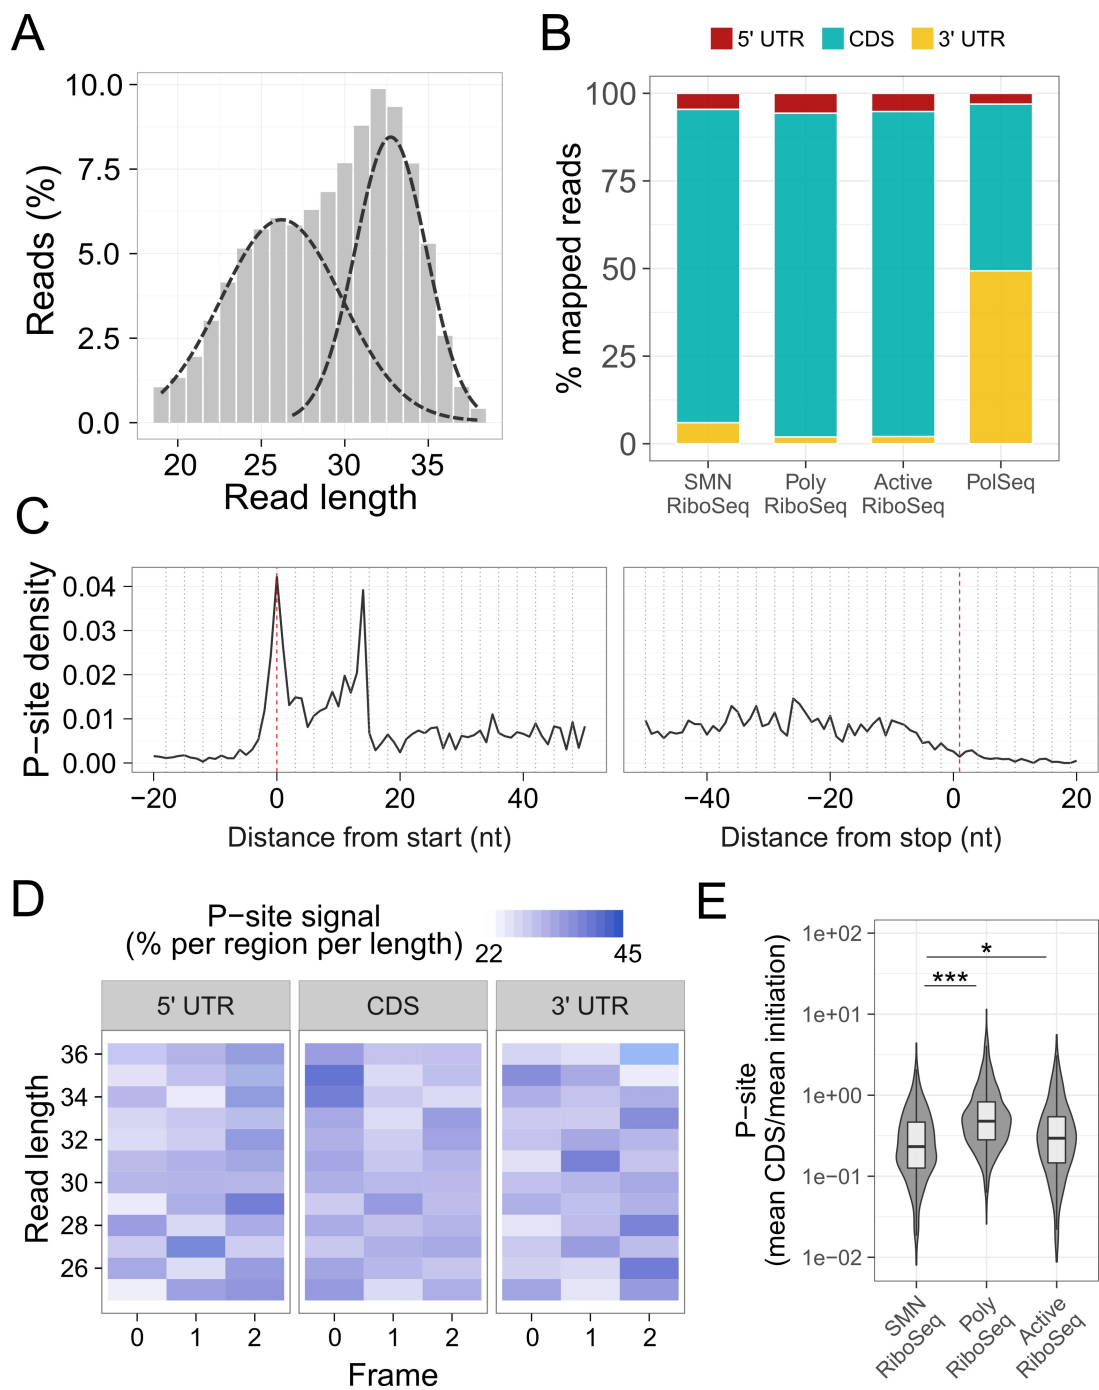 A
10.0
7.5
5.0
2.5
0.0
Reads (%)
20 25 30 35
Read length
B
5' UTR CDS 3' UTR
100
75
50
25
0
% mapped reads
SMN RiboSeq
Poly RiboSeq
Active RiboSeq
PolSeq
C
P−site density
0.04
0.03
0.02
0.01
0.00
−20 0 20 40
Distance from start (nt)
−40 −20 0 20
Distance from stop (nt)
D
P−site signal
(% per region per length)
22 45
5' UTR CDS 3' UTR
Read length
36
34
32
30
28
26
0 1 2 0 1 2 0 1 2
Frame
E
P−site
(mean CDS/mean initiation)
1e+02
1e+01
1e+00
1e−01
1e−02
*
***
SMN RiboSeq
Poly RiboSeq
Active RiboSeq